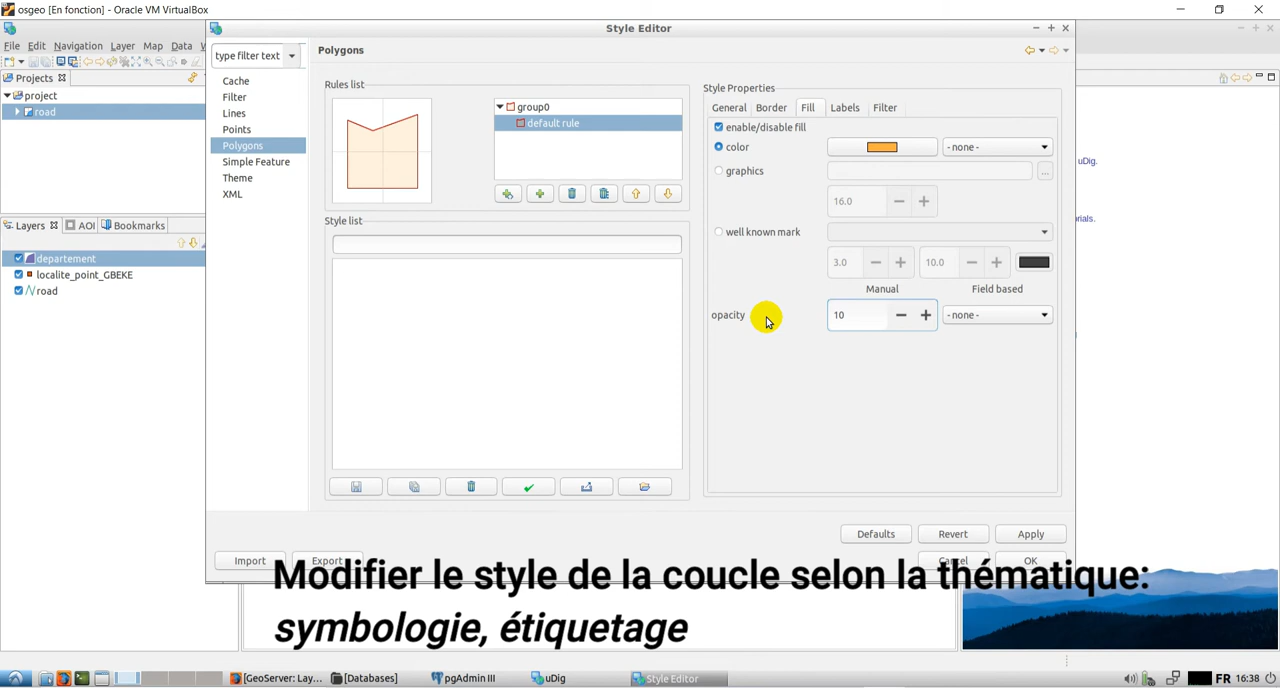 osgeo [En fonction] - Oracle VM VirtualBox
Style Editor
File Edit Navigation Layer Map Data
type filter text
Polygons
Projects
project
road
Cache
Filter
Lines
Points
Polygons
Simple Feature
Theme
XML
Rules list
group0
default rule
Style list
Style Properties
General Border Fill Labels Filter
enable/disable fill
color - none -
graphics ...
16.0
well known mark
3.0 10.0
Manual Field based
opacity 10 - none -
uDig.
rials.
Layers AOI Bookmarks
departement
localite_point_GBEKE
road
Defaults Revert Apply
Import Export Cancel OK
Modifier le style de la coucle selon la thématique:
symbologie, étiquetage
[GeoServer: Lay... [Databases] pgAdmin III uDig Style Editor FR 16:38